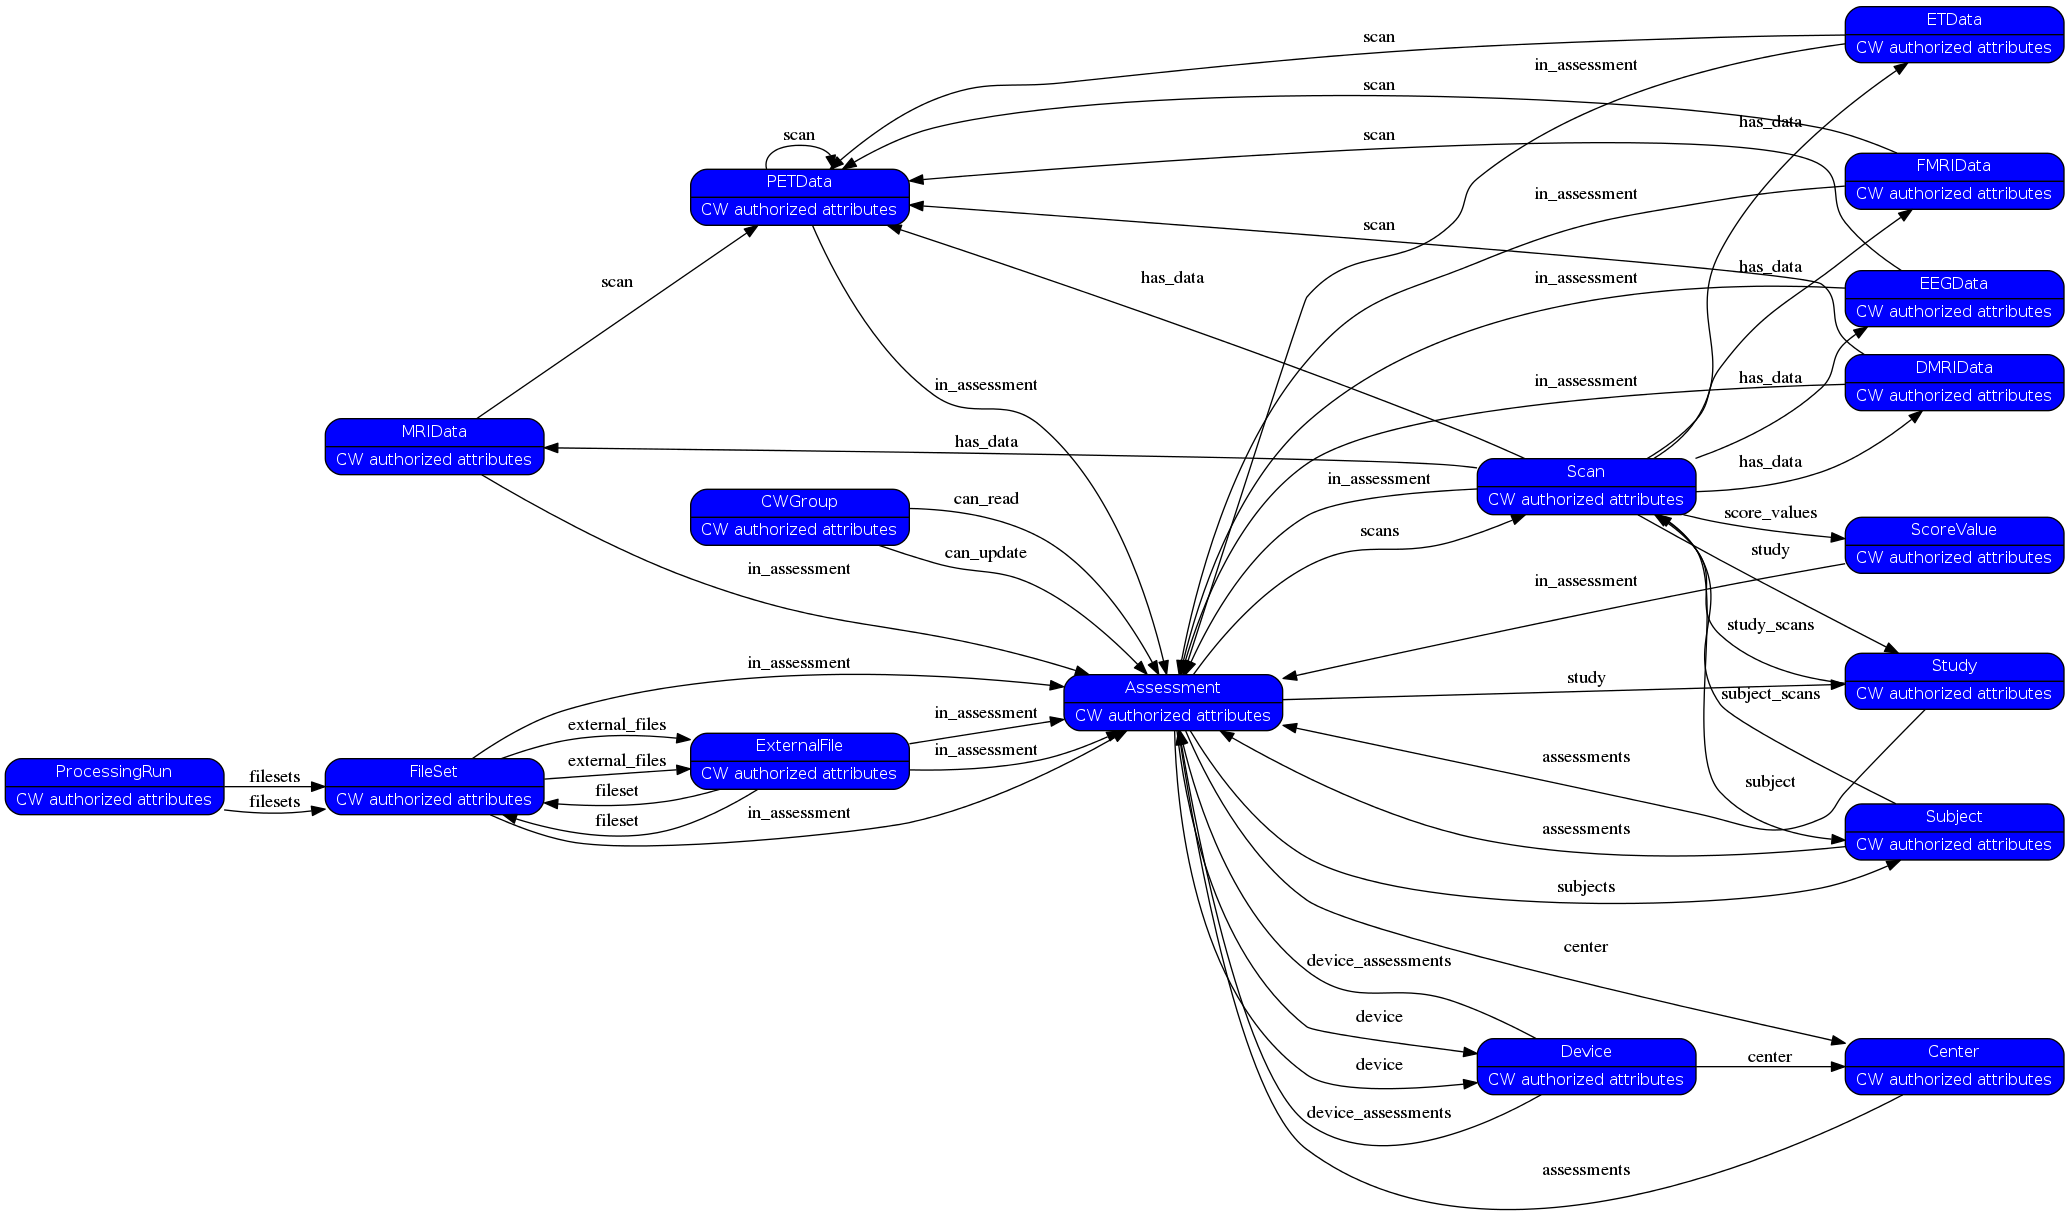 ETData
CW authorized attributes
scan
in_assessment
scan
has_data
scan
scan
FMRIData
CW authorized attributes
PETData
CW authorized attributes
in_assessment
scan
has_data
EEGData
CW authorized attributes
scan
has_data
in_assessment
DMRIData
CW authorized attributes
in_assessment
in_assessment
has_data
MRIData
CW authorized attributes
has_data
has_data
Scan
CW authorized attributes
in_assessment
CWGroup
CW authorized attributes
can_read
scans
score_values
ScoreValue
CW authorized attributes
can_update
study
in_assessment
in_assessment
study_scans
in_assessment
Study
CW authorized attributes
Assessment
CW authorized attributes
study
subject_scans
external_files
in_assessment
ExternalFile
CW authorized attributes
in_assessment
assessments
external_files
ProcessingRun
CW authorized attributes
filesets
filesets
FileSet
CW authorized attributes
fileset
fileset
in_assessment
subject
Subject
CW authorized attributes
assessments
subjects
center
device_assessments
device
Device
CW authorized attributes
center
Center
CW authorized attributes
device
device_assessments
assessments